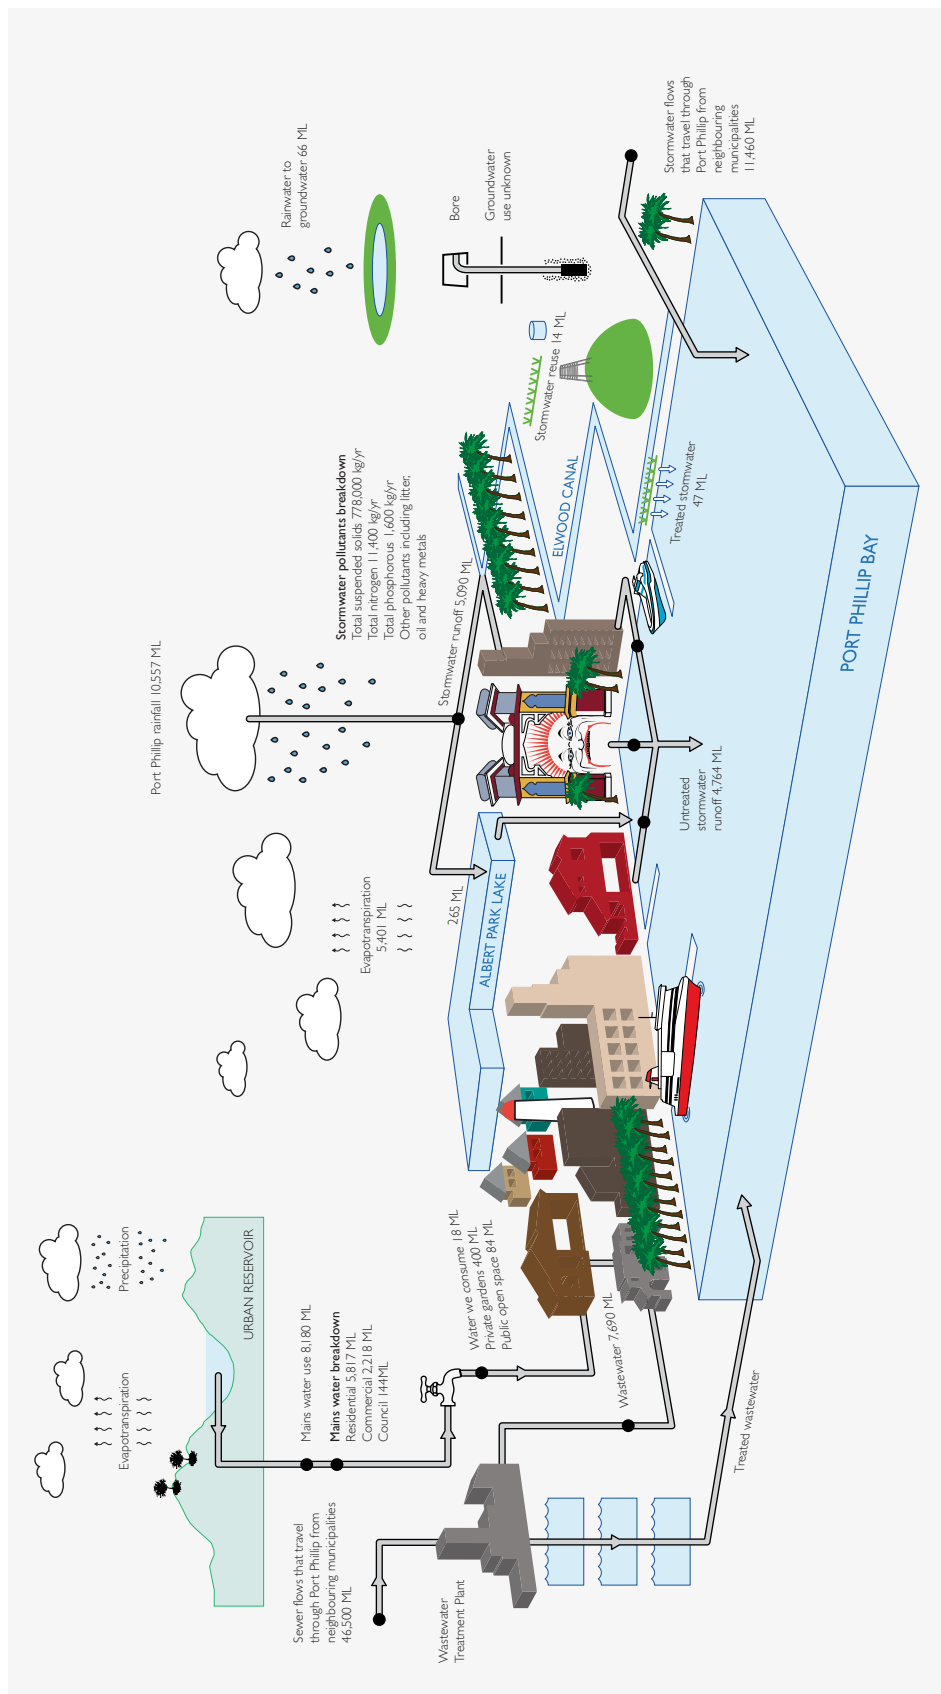 Evapotranspiration
Precipitation
URBAN RESERVOIR
Port Phillip rainfall 10,557 ML
Rainwater to
groundwater 66 ML
Evapotranspiration
5,401 ML
Sewer flows that travel
through Port Phillip from
neighbouring municipalities
46,500 ML
Mains water use 8,180 ML
Mains water breakdown
Residential 5,817 ML
Commercial 2,218 ML
Council 144ML
Stormwater pollutants breakdown
Total suspended solids 778,000 kg/yr
Total nitrogen 11,400 kg/yr
Total phosphorous 1,600 kg/yr
Other pollutants including litter,
oil and heavy metals
Bore
Groundwater
use unknown
Wastewater
Treatment Plant
Water we consume 18 ML
Private gardens 400 ML
Public open space 84 ML
265 ML
ALBERT PARK LAKE
Stormwater runoff 5,090 ML
Stormwater reuse 14 ML
ELWOOD CANAL
Wastewater 7,690 ML
Stormwater flows
that travel through
Port Phillip from
neighbouring
municipalities
11,460 ML
Treated stormwater
47 ML
Untreated
stormwater
runoff 4,764 ML
Treated wastewater
PORT PHILLIP BAY